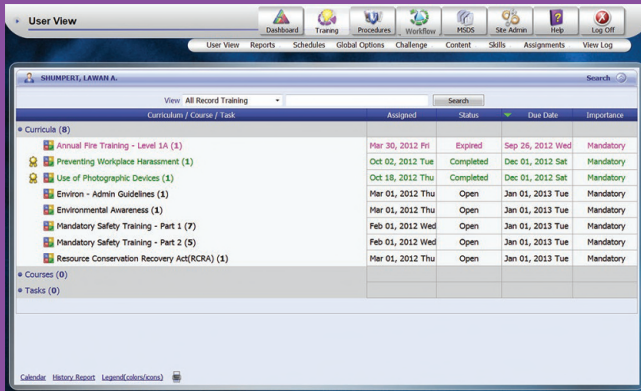 User View
Dashboard Training Procedures Workflow MSDS Site Admin Help Log Off
User View Reports Schedules Global Options Challenge Content Skills Assignments View Log
SHUMPERT, LAWAN A. Search
View All Record Training Search
Curriculum / Course / Task Assigned Status Due Date Importance
Curricula (8)
Annual Fire Training - Level 1A (1) Mar 30, 2012 Fri Expired Sep 26, 2012 Wed Mandatory
Preventing Workplace Harassment (1) Oct 02, 2012 Tue Completed Dec 01, 2012 Sat Mandatory
Use of Photographic Devices (1) Oct 18, 2012 Thu Completed Dec 01, 2012 Sat Mandatory
Environ - Admin Guidelines (1) Mar 01, 2012 Thu Open Jan 01, 2013 Tue Mandatory
Environmental Awareness (1) Mar 01, 2012 Thu Open Jan 01, 2013 Tue Mandatory
Mandatory Safety Training - Part 1 (7) Feb 01, 2012 Wed Open Jan 01, 2013 Tue Mandatory
Mandatory Safety Training - Part 2 (5) Feb 01, 2012 Wed Open Jan 01, 2013 Tue Mandatory
Resource Conservation Recovery Act(RCRA) (1) Mar 01, 2012 Thu Open Jan 01, 2013 Tue Mandatory
Courses (0)
Tasks (0)
Calendar History Report Legend(colors/icons)